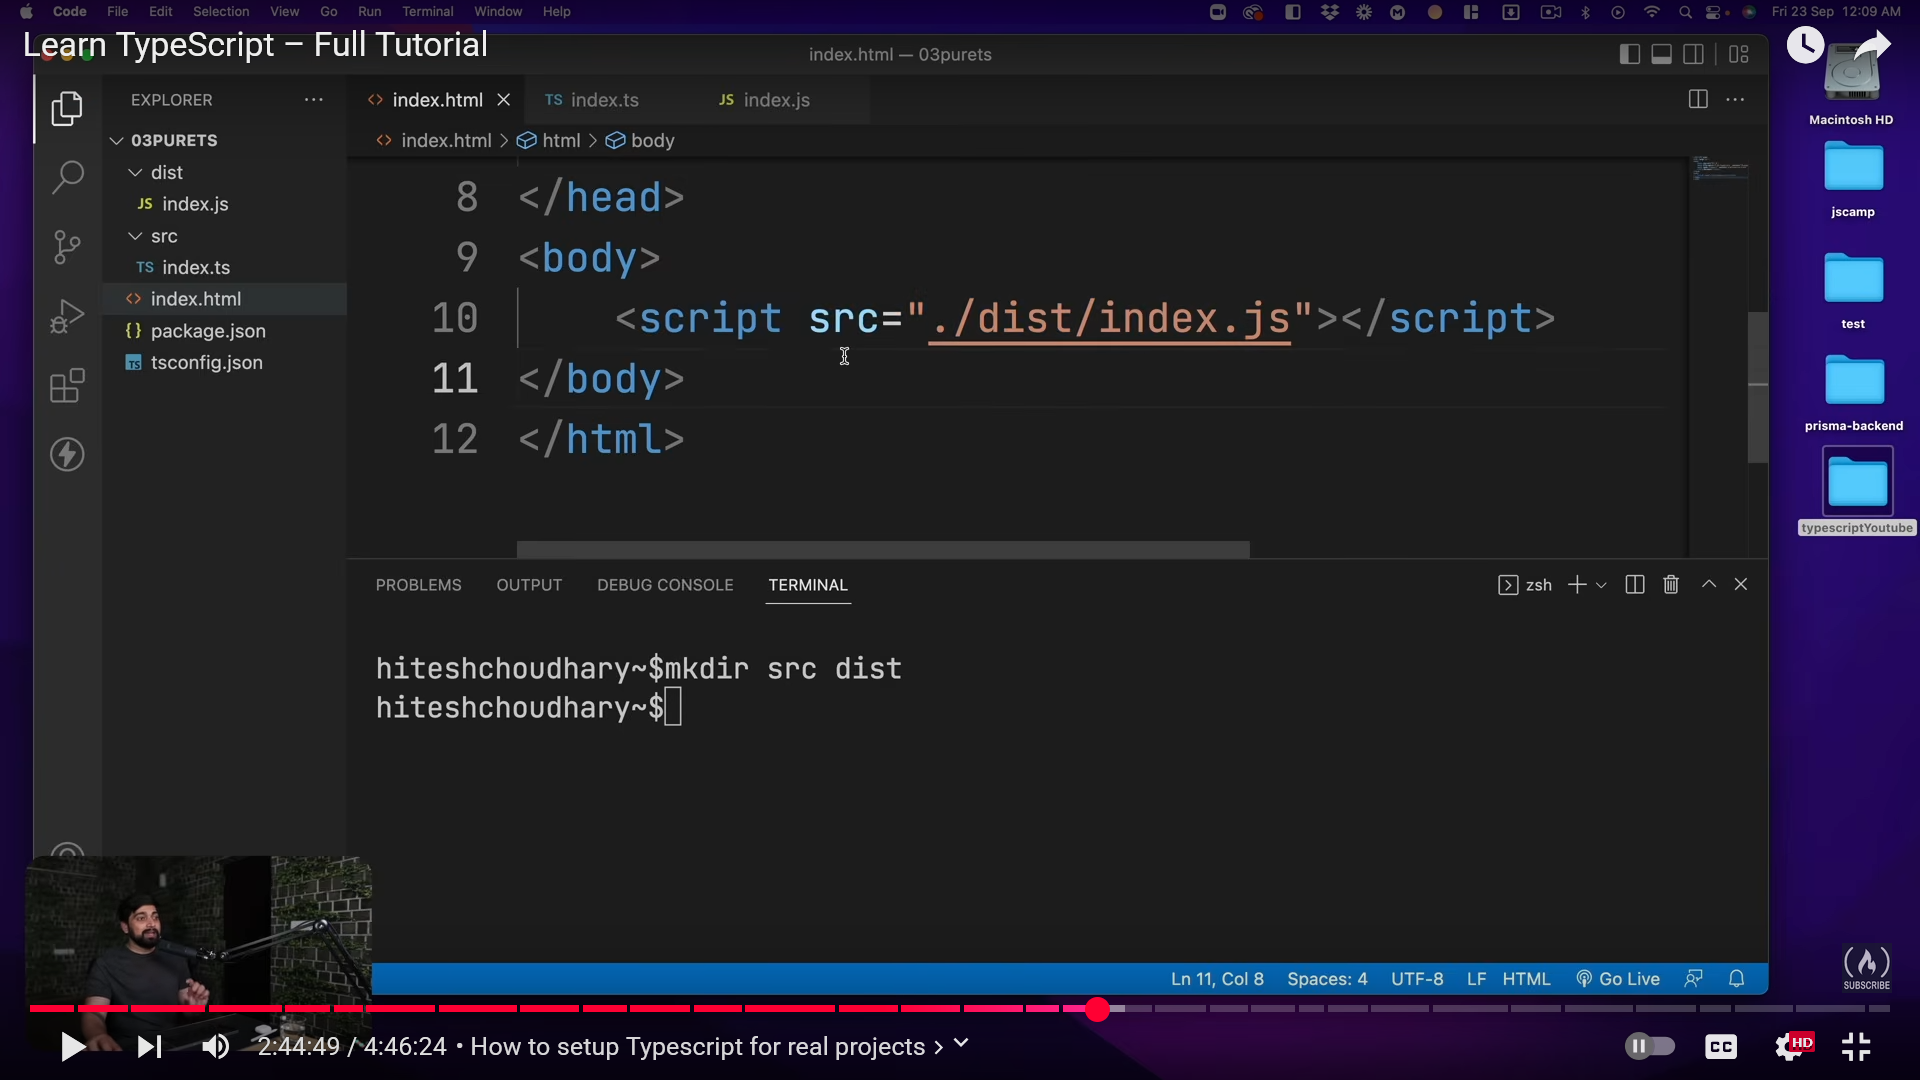 Code File Edit Selection View Go Run Terminal Window Help
Fri 23 Sep 12:09 AM
Learn TypeScript – Full Tutorial
index.html — 03purets
EXPLORER
index.html
TS index.ts
JS index.js
Macintosh HD
03PURETS
index.html > html > body
dist
JS index.js
src
TS index.ts
index.html
{} package.json
TS tsconfig.json
8 </head>
9 <body>
10 <script src="./dist/index.js"></script>
11 </body>
12 </html>
jscamp
test
prisma-backend
typescriptYoutube
PROBLEMS OUTPUT DEBUG CONSOLE TERMINAL
zsh
hiteshchoudhary~$mkdir src dist
hiteshchoudhary~$
Ln 11, Col 8 Spaces: 4 UTF-8 LF HTML Go Live
SUBSCRIBE
2:44:49 / 4:46:24 • How to setup Typescript for real projects >
CC
HD